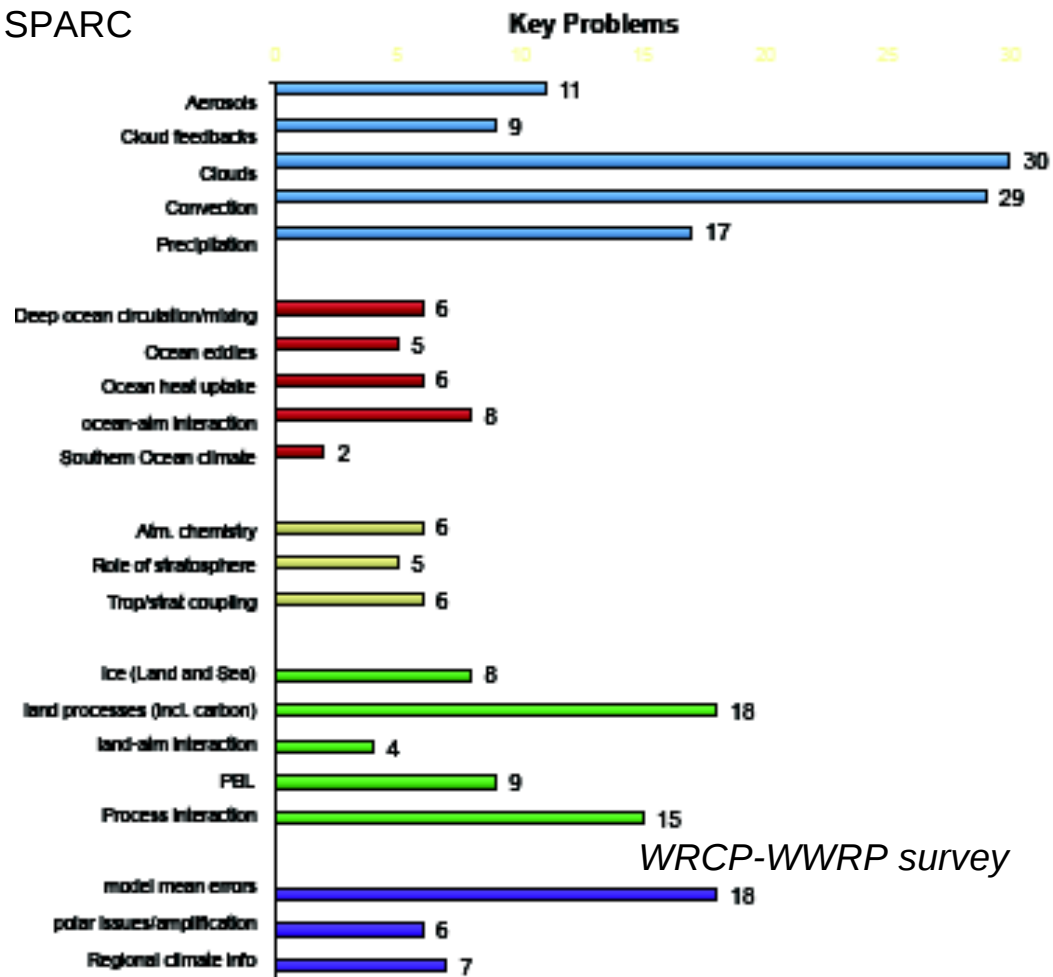 SPARC
Key Problems
0 5 10 15 20 25 30
Aerosols 11
Cloud feedbacks 9
Clouds 30
Convection 29
Precipitation 17
Deep ocean circulation/mixing 6
Ocean eddies 5
Ocean heat uptake 6
ocean-atm interaction 8
Southern Ocean climate 2
Atm. chemistry 6
Role of stratosphere 5
Trop/strat coupling 6
Ice (Land and Sea) 8
land processes (incl. carbon) 18
land-atm interaction 4
PBL 9
Process interaction 15
WRCP-WWRP survey
model mean errors 18
polar issues/amplification 6
Regional climate info 7